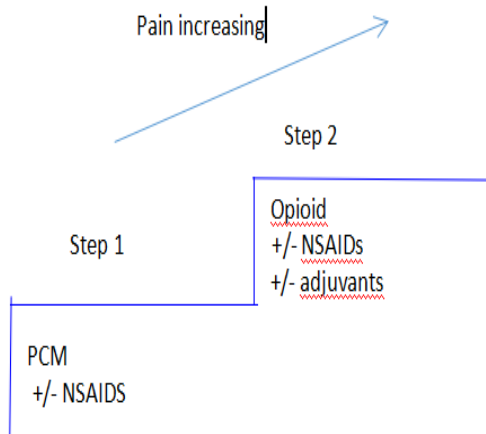 Pain increasing
Step 2
Opioid
+/- NSAIDs
+/- adjuvants
Step 1
PCM
+/- NSAIDS